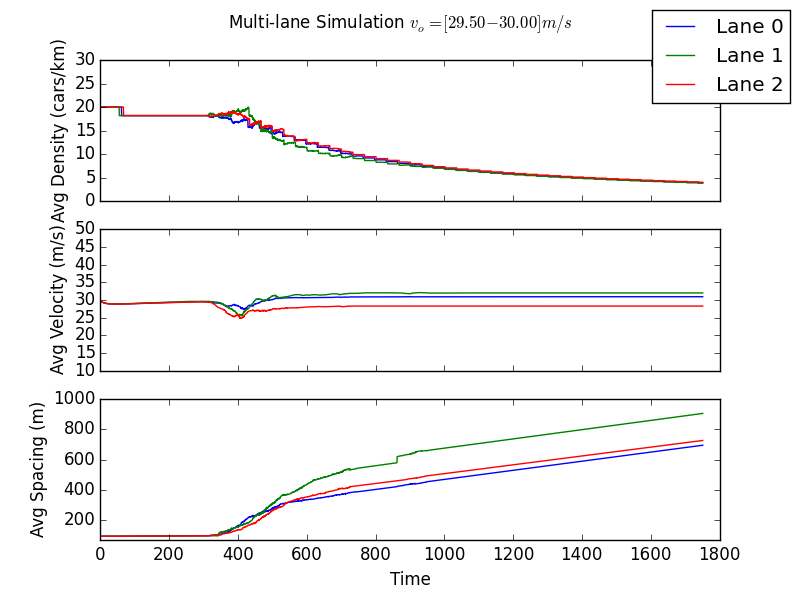 Multi-lane Simulation v_o=[29.50−30.00]m/s
Lane 0
Lane 1
Lane 2
Avg Density (cars/km)
30
25
20
15
10
5
0
Avg Velocity (m/s)
50
45
40
35
30
25
20
15
10
Avg Spacing (m)
1000
800
600
400
200
0 200 400 600 800 1000 1200 1400 1600 1800
Time